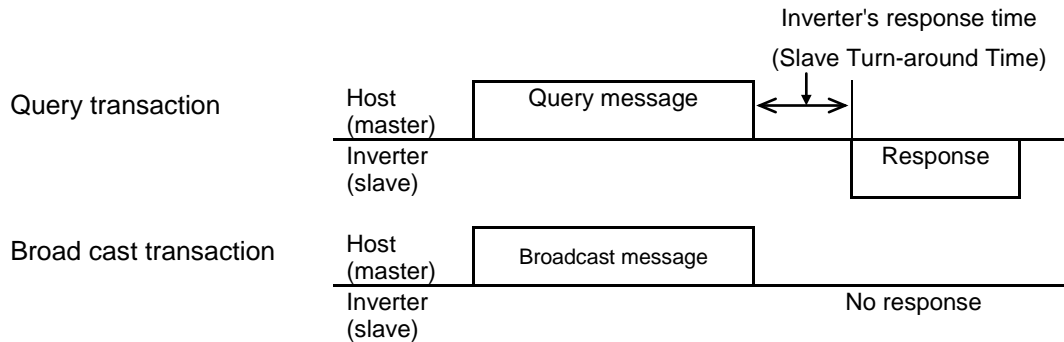 Inverter's response time
(Slave Turn-around Time)
Query transaction
Host
(master)
Query message
Inverter
(slave)
Response
Broad cast transaction
Host
(master)
Broadcast message
Inverter
(slave)
No response